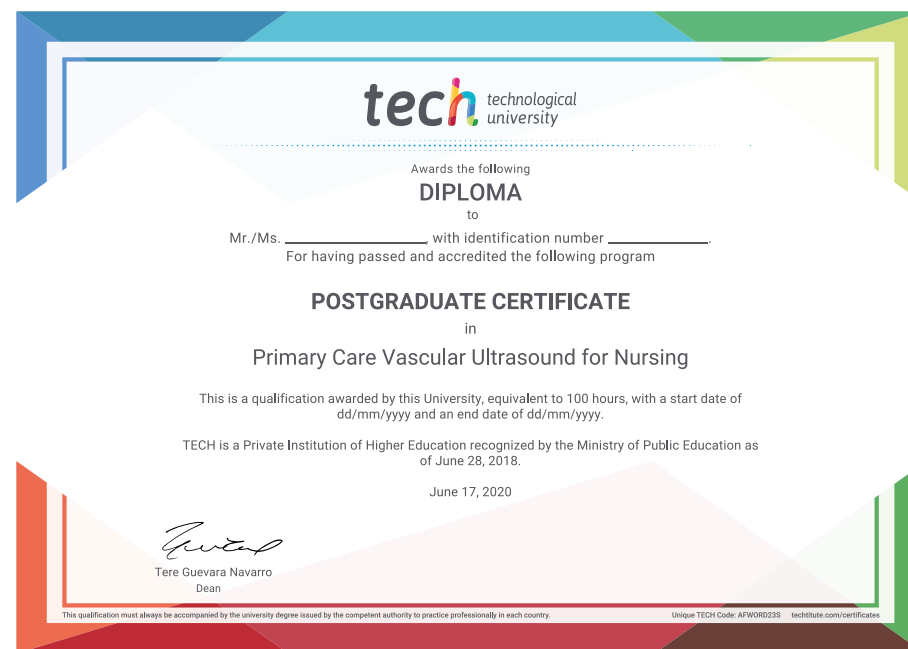 tech technological
university
Awards the following
DIPLOMA
to
Mr./Ms. ____________________, with identification number ______________.
For having passed and accredited the following program
POSTGRADUATE CERTIFICATE
in
Primary Care Vascular Ultrasound for Nursing
This is a qualification awarded by this University, equivalent to 100 hours, with a start date of
dd/mm/yyyy and an end date of dd/mm/yyyy.
TECH is a Private Institution of Higher Education recognized by the Ministry of Public Education as
of June 28, 2018.
June 17, 2020
Tere Guevara Navarro
Dean
This qualification must always be accompanied by the university degree issued by the competent authority to practice professionally in each country.
Unique TECH Code: AFWORD23S techtitute.com/certificates